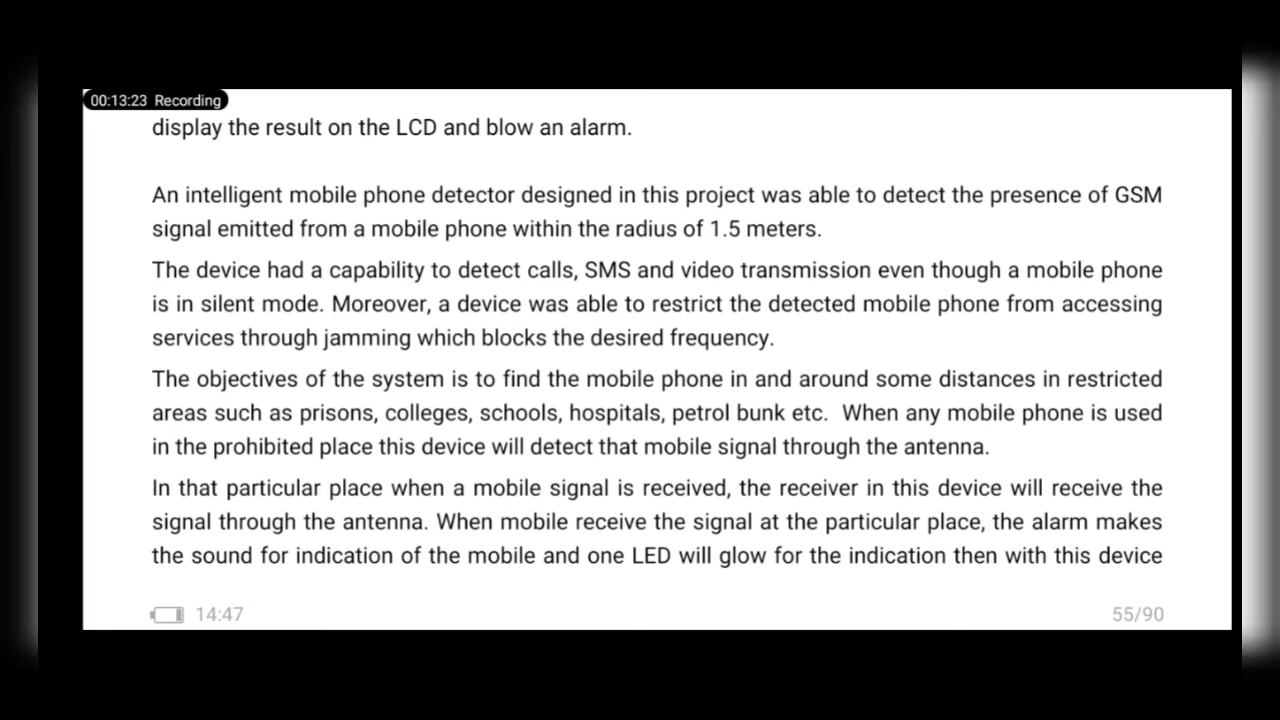 00:13:23 Recording
display the result on the LCD and blow an alarm.
An intelligent mobile phone detector designed in this project was able to detect the presence of GSM
signal emitted from a mobile phone within the radius of 1.5 meters.
The device had a capability to detect calls, SMS and video transmission even though a mobile phone
is in silent mode. Moreover, a device was able to restrict the detected mobile phone from accessing
services through jamming which blocks the desired frequency.
The objectives of the system is to find the mobile phone in and around some distances in restricted
areas such as prisons, colleges, schools, hospitals, petrol bunk etc.  When any mobile phone is used
in the prohibited place this device will detect that mobile signal through the antenna.
In that particular place when a mobile signal is received, the receiver in this device will receive the
signal through the antenna. When mobile receive the signal at the particular place, the alarm makes
the sound for indication of the mobile and one LED will glow for the indication then with this device
14:47
55/90